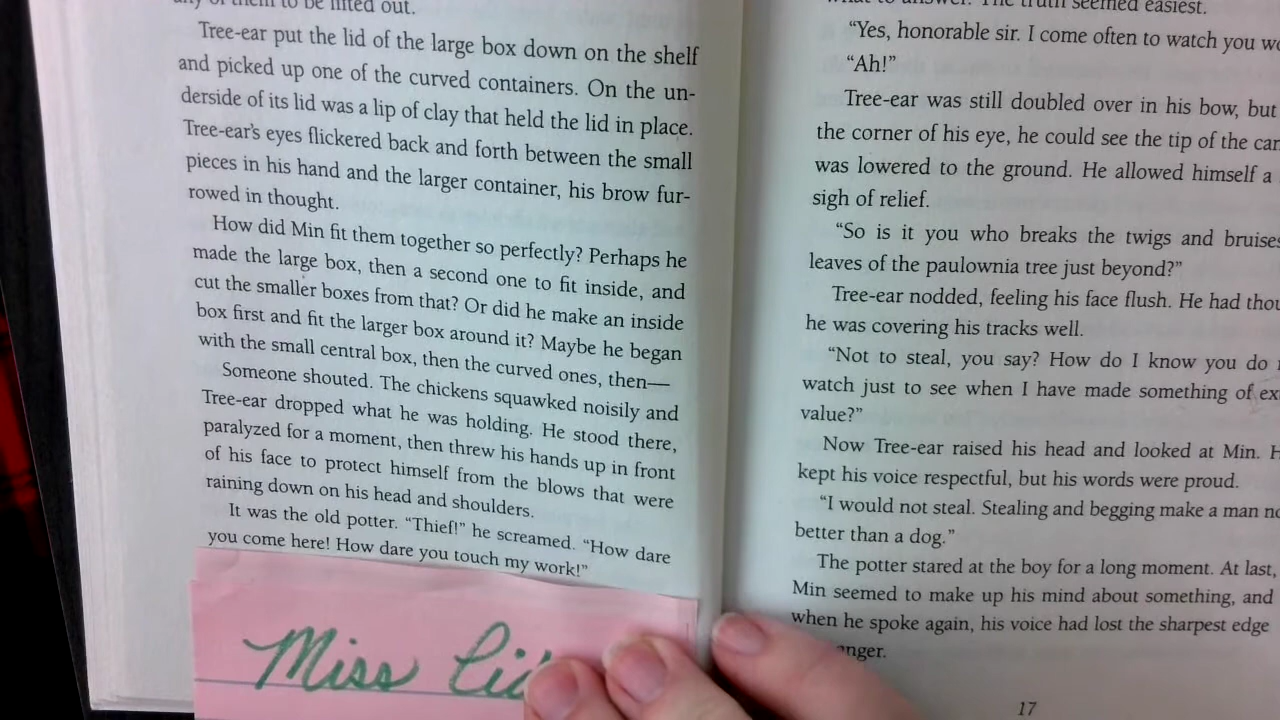 any of them to be lifted out.
Tree-ear put the lid of the large box down on the shelf
and picked up one of the curved containers. On the un-
derside of its lid was a lip of clay that held the lid in place.
Tree-ear's eyes flickered back and forth between the small
pieces in his hand and the larger container, his brow fur-
rowed in thought.
How did Min fit them together so perfectly? Perhaps he
made the large box, then a second one to fit inside, and
cut the smaller boxes from that? Or did he make an inside
box first and fit the larger box around it? Maybe he began
with the small central box, then the curved ones, then—
Someone shouted. The chickens squawked noisily and
Tree-ear dropped what he was holding. He stood there,
paralyzed for a moment, then threw his hands up in front
of his face to protect himself from the blows that were
raining down on his head and shoulders.
It was the old potter. "Thief!" he screamed. "How dare
you come here! How dare you touch my work!"
Miss
what to answer. The truth seemed easiest.
"Yes, honorable sir. I come often to watch you
"Ah!"
Tree-ear was still doubled over in his bow, but
the corner of his eye, he could see the tip of the
was lowered to the ground. He allowed himself a
sigh of relief.
"So is it you who breaks the twigs and bruises
leaves of the paulownia tree just beyond?"
Tree-ear nodded, feeling his face flush. He had
he was covering his tracks well.
"Not to steal, you say? How do I know you do
watch just to see when I have made something of
value?"
Now Tree-ear raised his head and looked at Min.
kept his voice respectful, but his words were proud.
"I would not steal. Stealing and begging make a man
better than a dog."
The potter stared at the boy for a long moment. At last,
Min seemed to make up his mind about something, and
when he spoke again, his voice had lost the sharpest edge
anger.
17